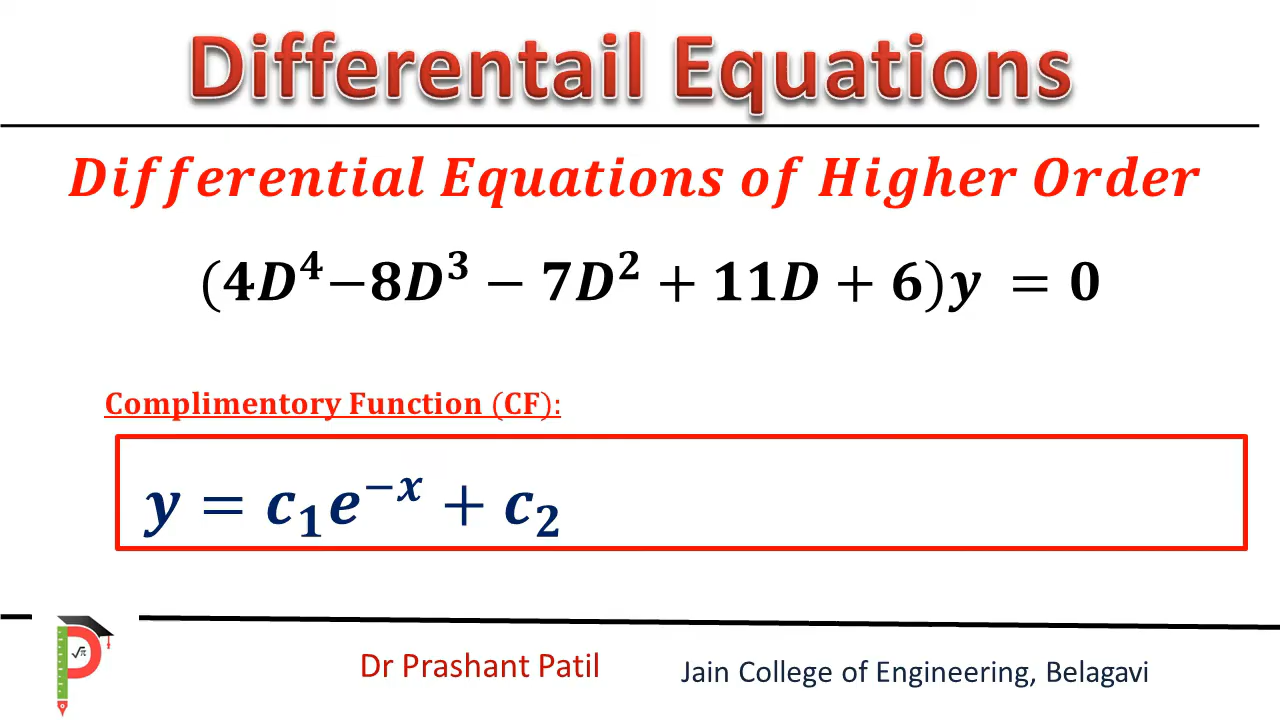 Differentail Equations
Differential Equations of Higher Order
(4D⁴−8D³ − 7D² + 11D + 6)y = 0
Complimentory Function (CF):
y = c₁e⁻ˣ + c₂
√π
Dr Prashant Patil
Jain College of Engineering, Belagavi